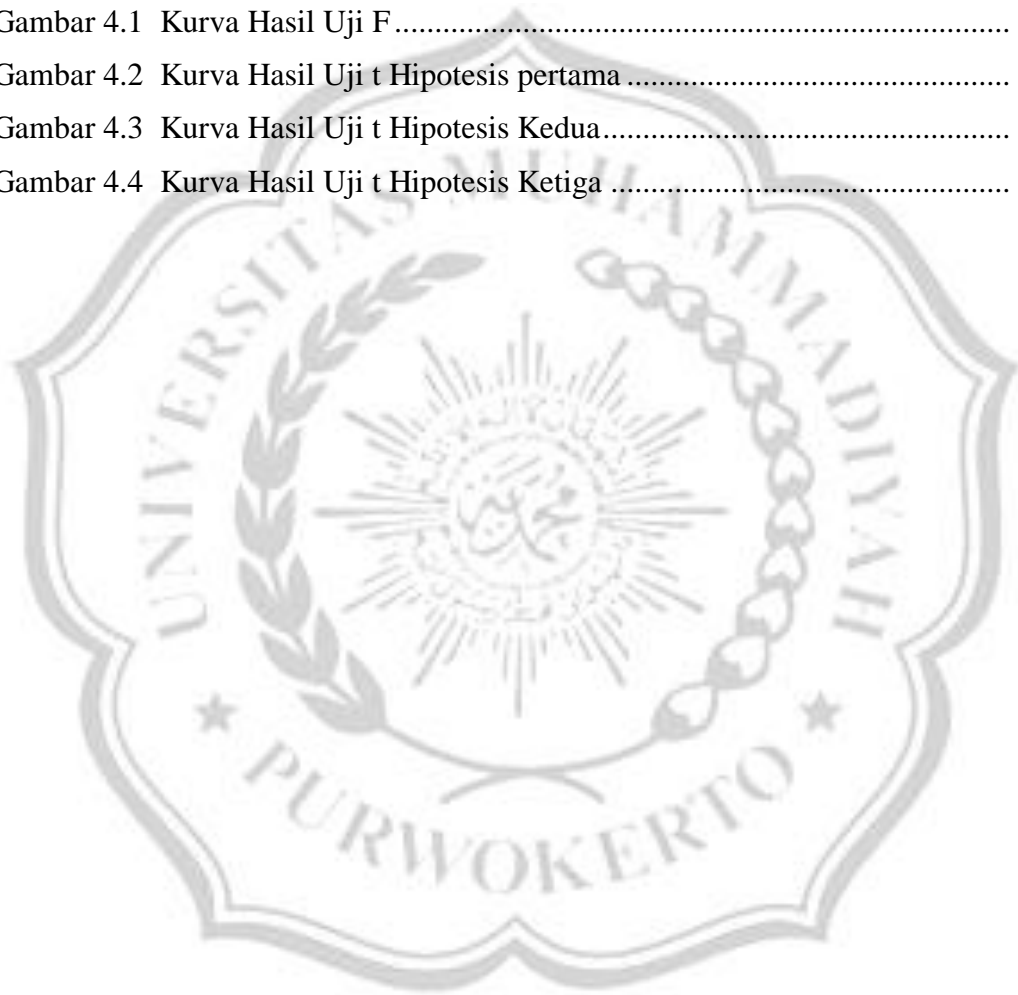 Gambar 4.1 Kurva Hasil Uji F........................................................................................
Gambar 4.2 Kurva Hasil Uji t Hipotesis pertama.......................................................
Gambar 4.3 Kurva Hasil Uji t Hipotesis Kedua..........................................................
Gambar 4.4 Kurva Hasil Uji t Hipotesis Ketiga .........................................................
UNIVERSITAS MUHAMMADIYAH
★ PURWOKERTO ★